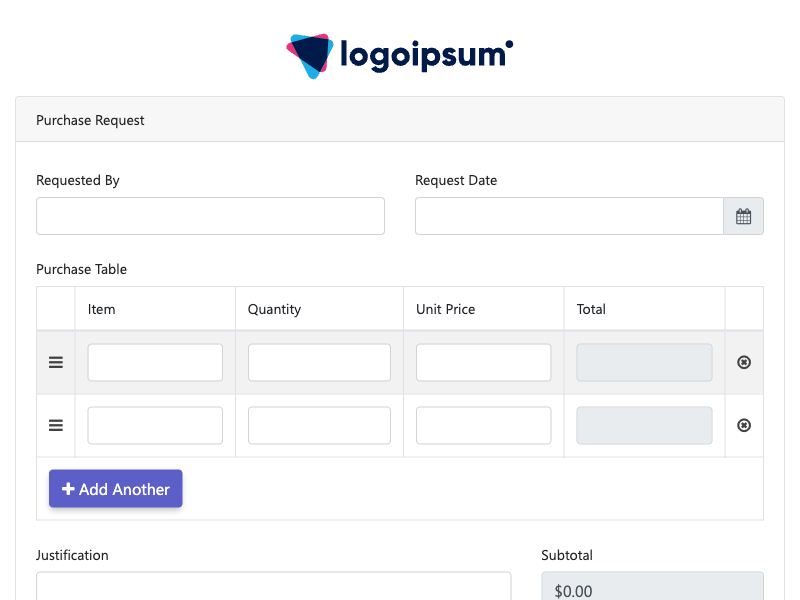 logoipsum
Purchase Request
Requested By
Request Date
Purchase Table
Item Quantity Unit Price Total
Add Another
Justification
Subtotal
$0.00